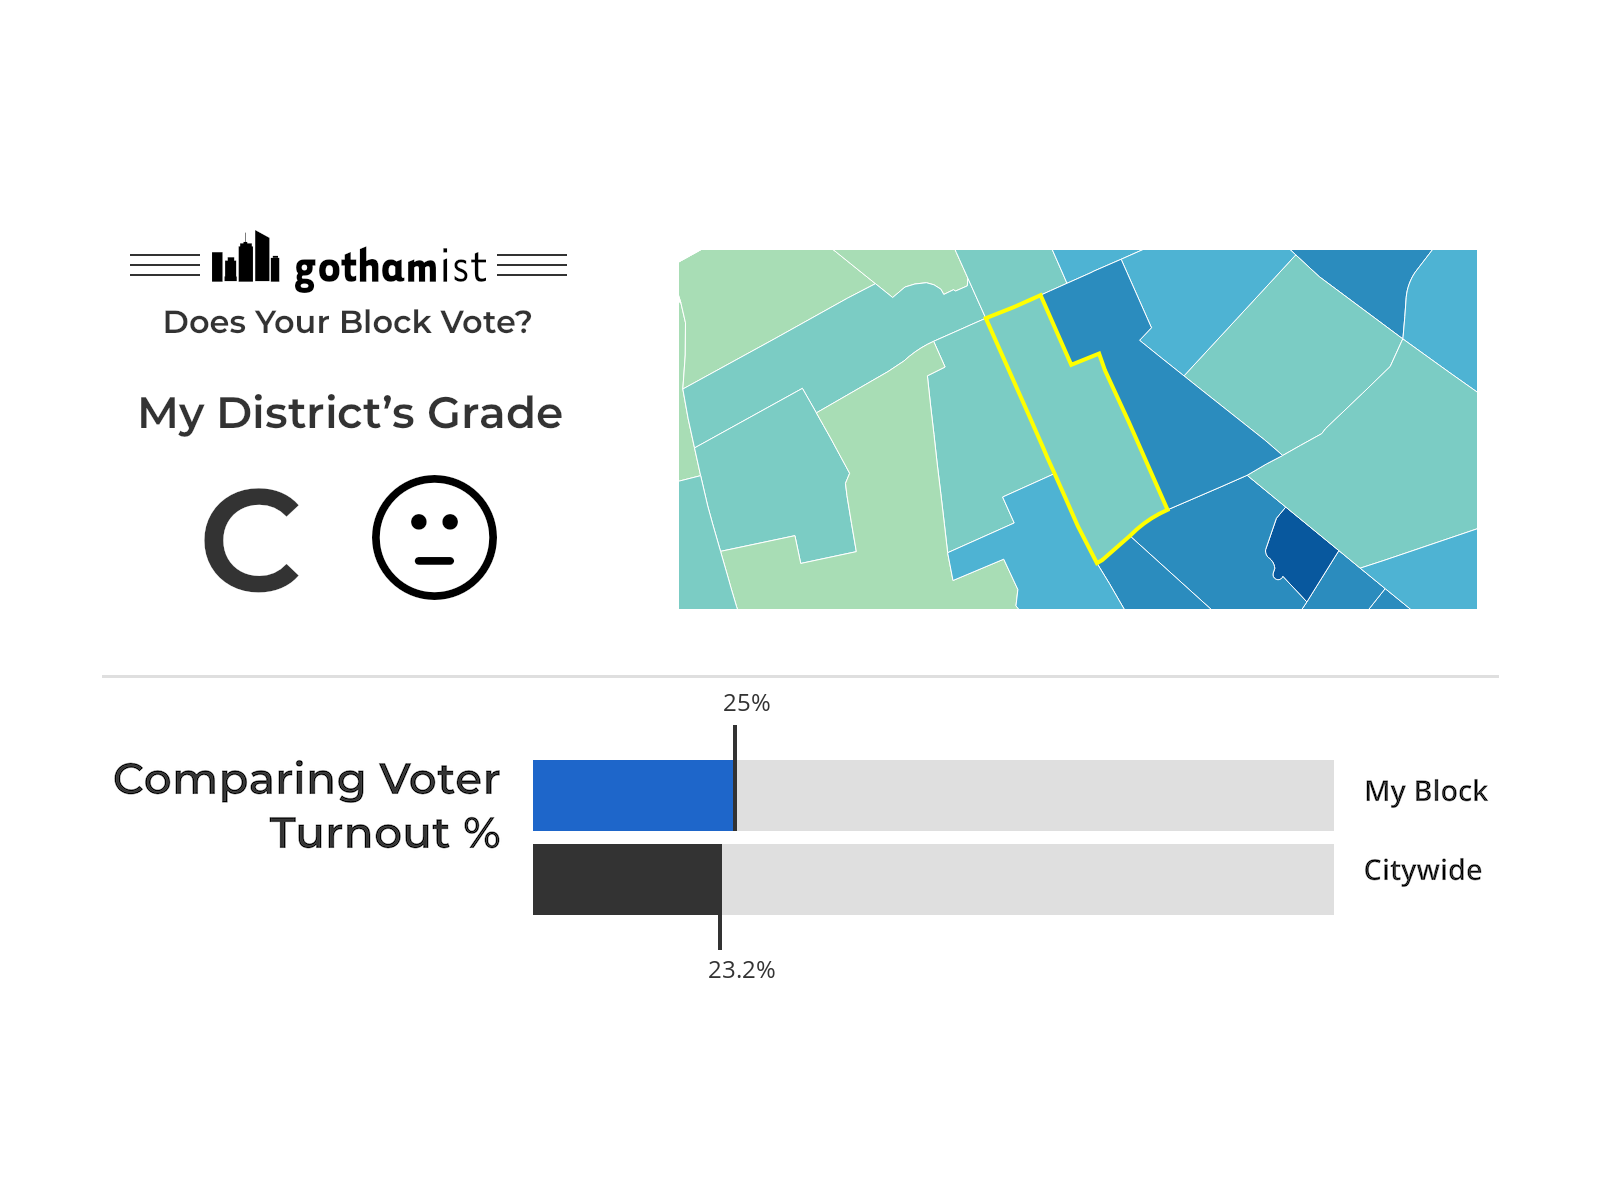 gothamist
Does Your Block Vote?
My District’s Grade
C
25%
Comparing Voter
Turnout %
My Block
Citywide
23.2%